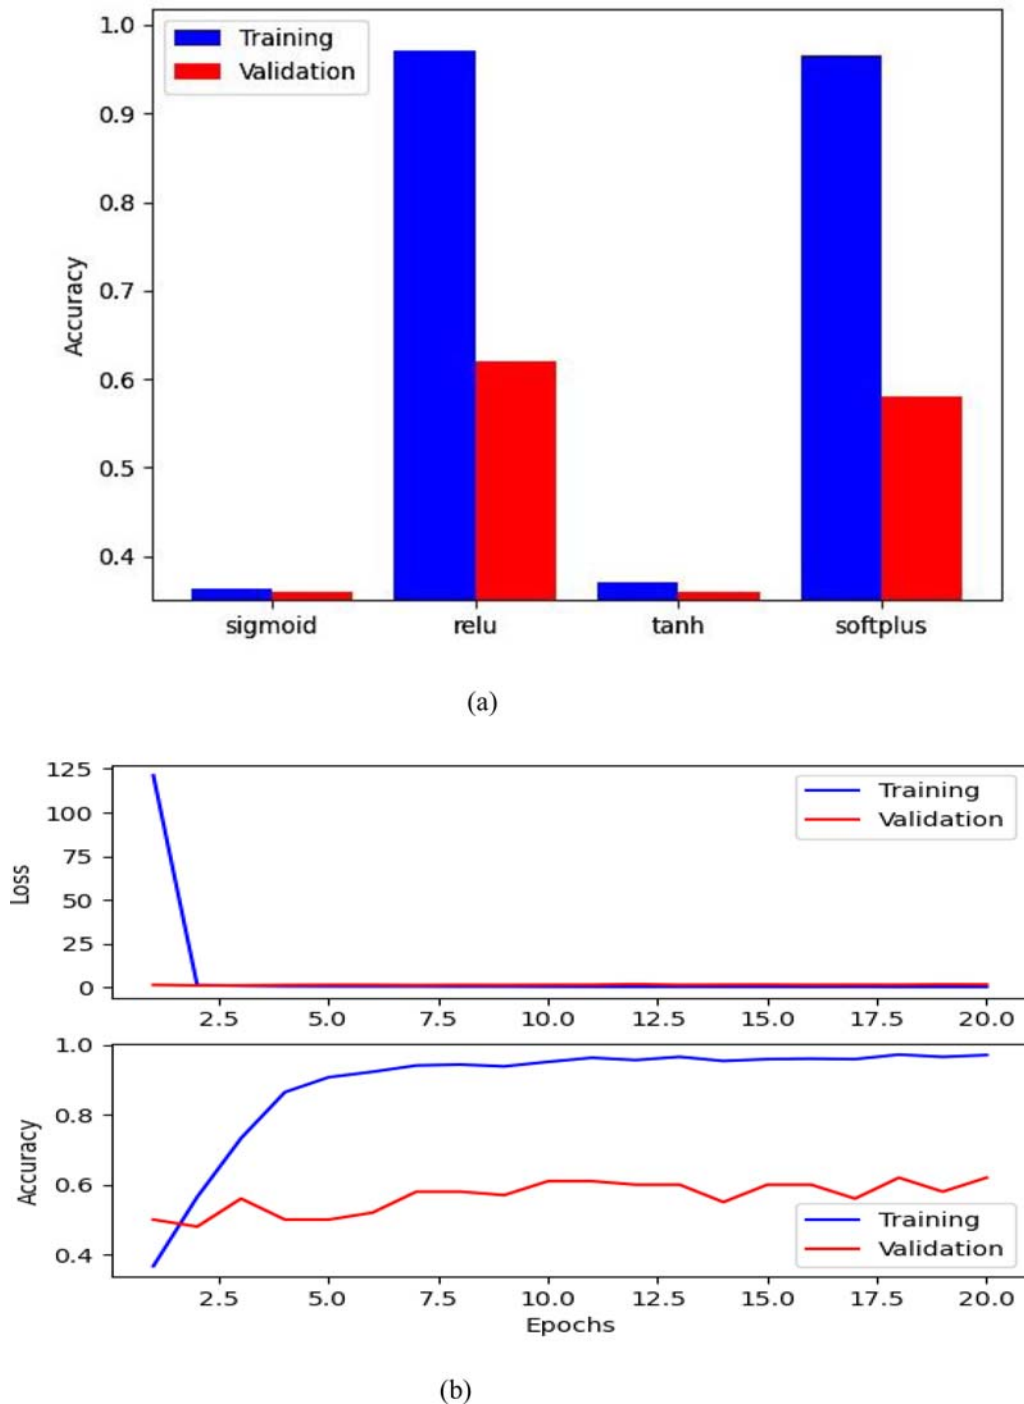 1.0
Training
Validation
0.9
0.8
0.7
0.6
0.5
0.4
Accuracy
sigmoid relu tanh softplus
(a)
125
100
75
50
25
0
Loss
Training
Validation
2.5 5.0 7.5 10.0 12.5 15.0 17.5 20.0
1.0
0.8
0.6
0.4
Accuracy
Training
Validation
2.5 5.0 7.5 10.0 12.5 15.0 17.5 20.0
Epochs
(b)